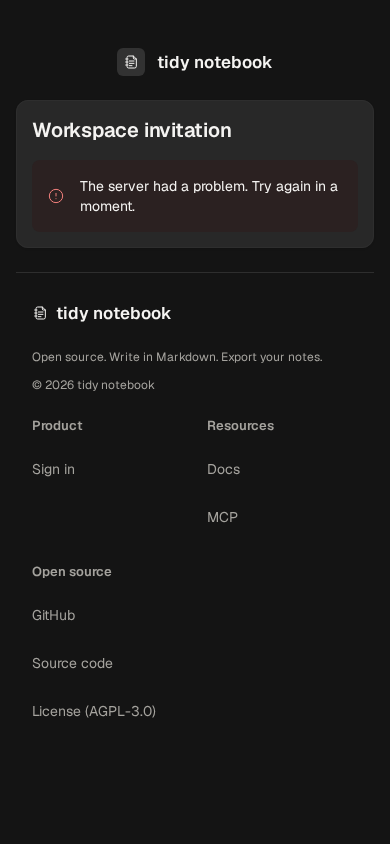 tidy notebook
Workspace invitation
The server had a problem. Try again in a
moment.
tidy notebook
Open source. Write in Markdown. Export your notes.
© 2026 tidy notebook
Product
Sign in
Resources
Docs
MCP
Open source
GitHub
Source code
License (AGPL-3.0)